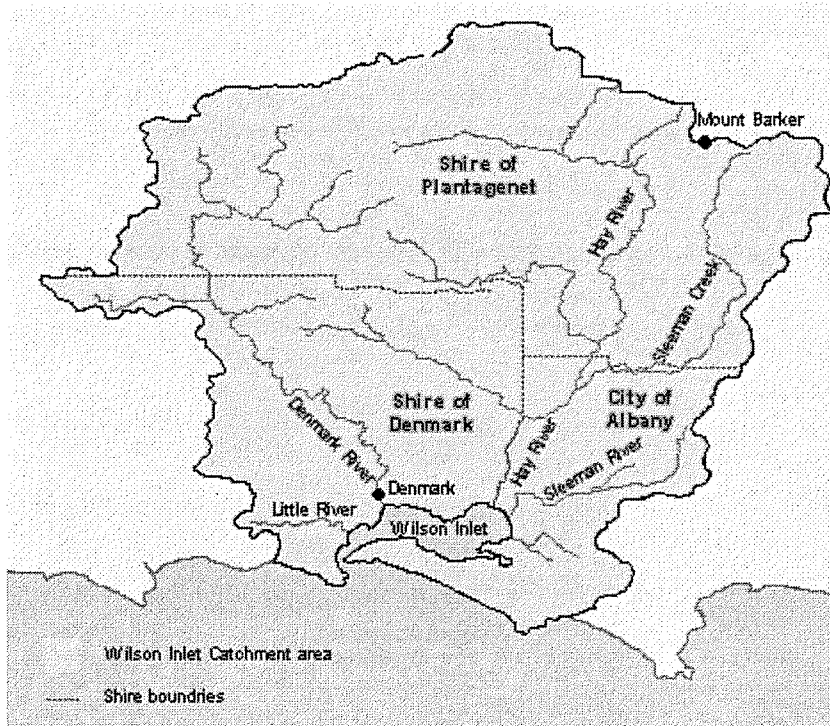 Mount Barker
Shire of
Plantagenet
Hay River
Sleeman Creek
Shire of
Denmark
City of
Albany
Denmark River
Hay River
Sleeman River
Denmark
Little River
Wilson Inlet
Wilson Inlet Catchment area
Shire boundries